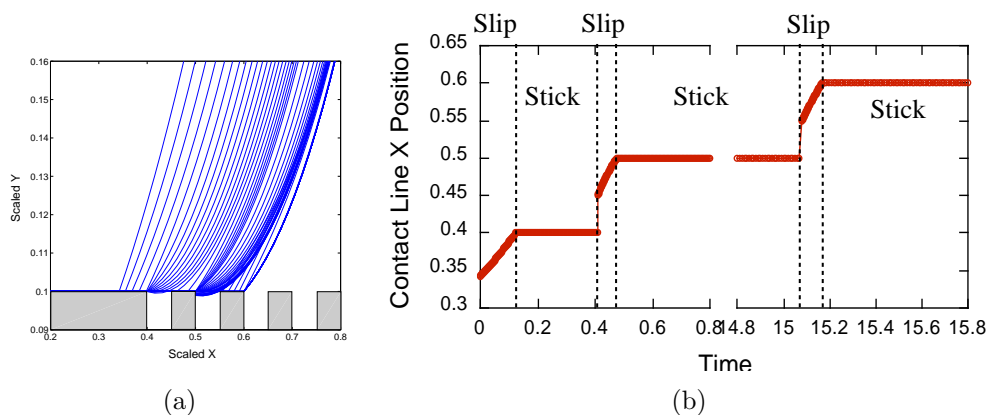 0.16
0.15
0.14
0.13
0.12
0.11
0.1
0.09
Scaled Y
0.2 0.3 0.4 0.5 0.6 0.7 0.8
Scaled X
(a)
Slip Slip Slip
0.65
0.6
0.55
0.5
0.45
0.4
0.35
0.3
Contact Line X Position
Stick Stick Stick
0 0.2 0.4 0.6 0.8 14.8 15 15.2 15.4 15.6 15.8
Time
(b)